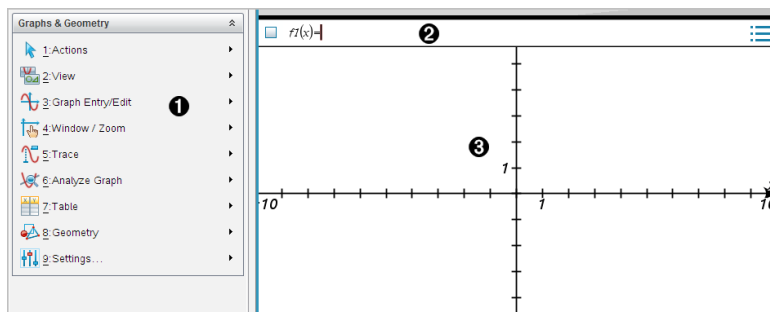 Graphs & Geometry
1:Actions
2:View
3:Graph Entry/Edit
4:Window / Zoom
5:Trace
6:Analyze Graph
7:Table
8:Geometry
9:Settings...
❶
f1(x)=
❷
❸
1
-10
1
10